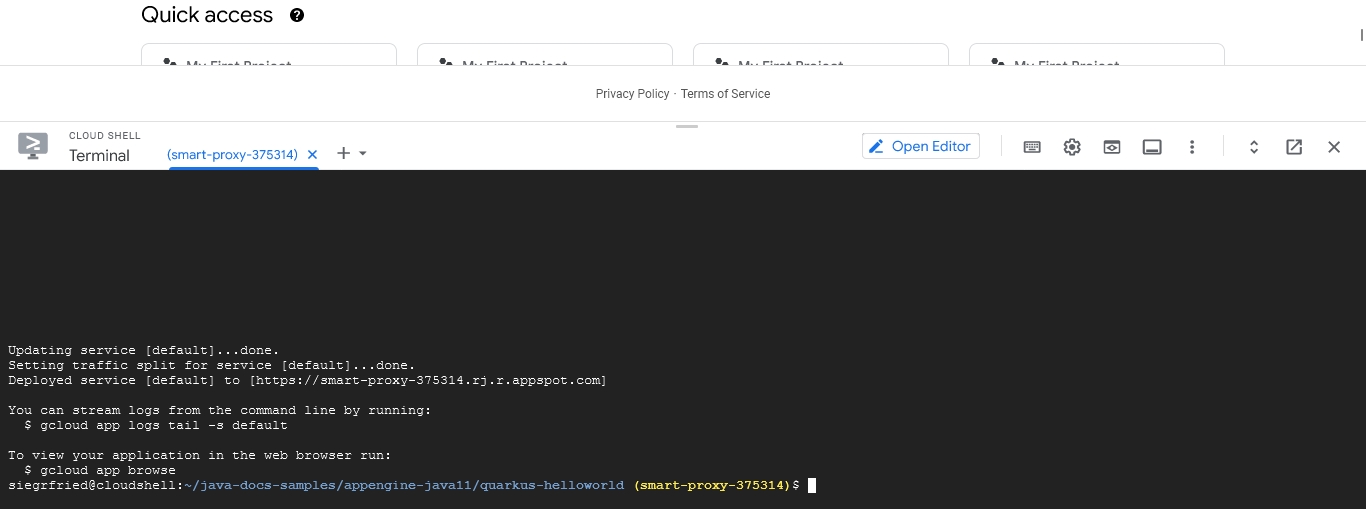 Quick access
My First Project My First Project My First Project My First Project
Privacy Policy · Terms of Service
CLOUD SHELL
Terminal (smart-proxy-375314) Open Editor
Updating service [default]...done.
Setting traffic split for service [default]...done.
Deployed service [default] to [https://smart-proxy-375314.rj.r.appspot.com]
You can stream logs from the command line by running:
$ gcloud app logs tail -s default
To view your application in the web browser run:
$ gcloud app browse
siegrfried@cloudshell:~/java-docs-samples/appengine-java11/quarkus-helloworld (smart-proxy-375314)$